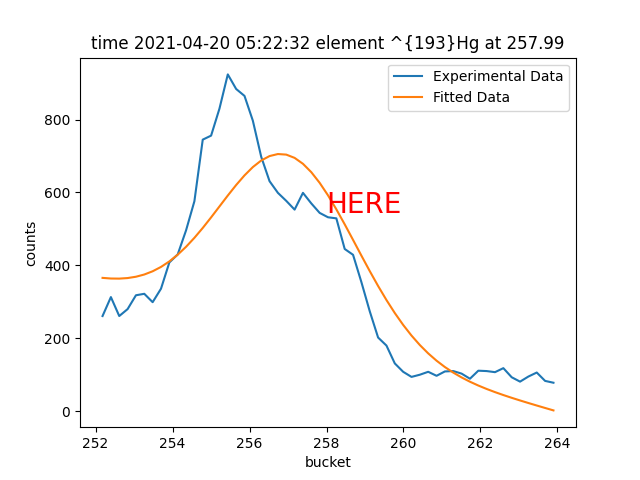 time 2021-04-20 05:22:32 element ^{193}Hg at 257.99
Experimental Data
Fitted Data
HERE
counts
800
600
400
200
0
252 254 256 258 260 262 264
bucket